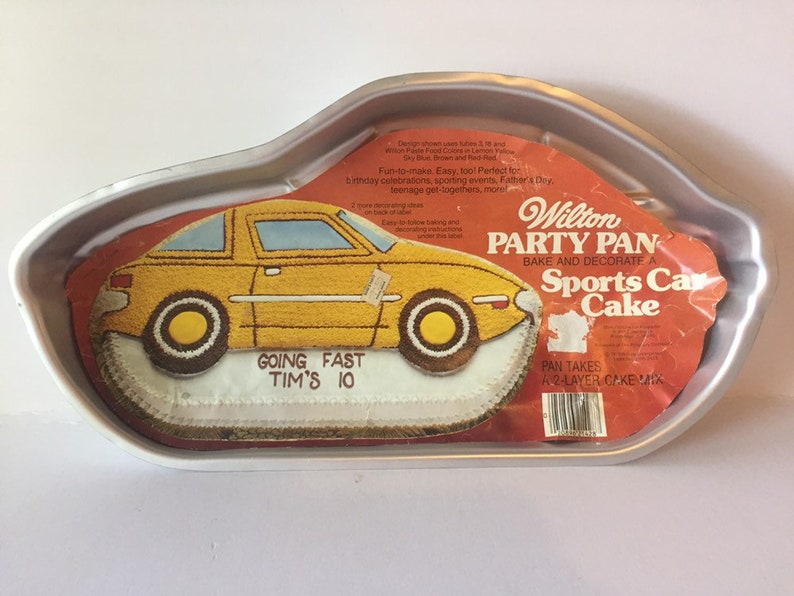 Design shown uses tubes 3, 18 and
Wilton Paste Food Colors in Lemon Yellow,
Sky Blue, Brown and Red-Red.
Fun-to-make. Easy, too! Perfect for
birthday celebrations, sporting events, Father's Day,
teenage get-togethers, more!
2 more decorating ideas
on back of label
Easy-to-follow baking and
decorating instructions
under this label
Wilton
PARTY PAN
BAKE AND DECORATE A
Sports Car
Cake
PAN TAKES
A 2-LAYER CAKE MIX
GOING FAST
TIM'S 10